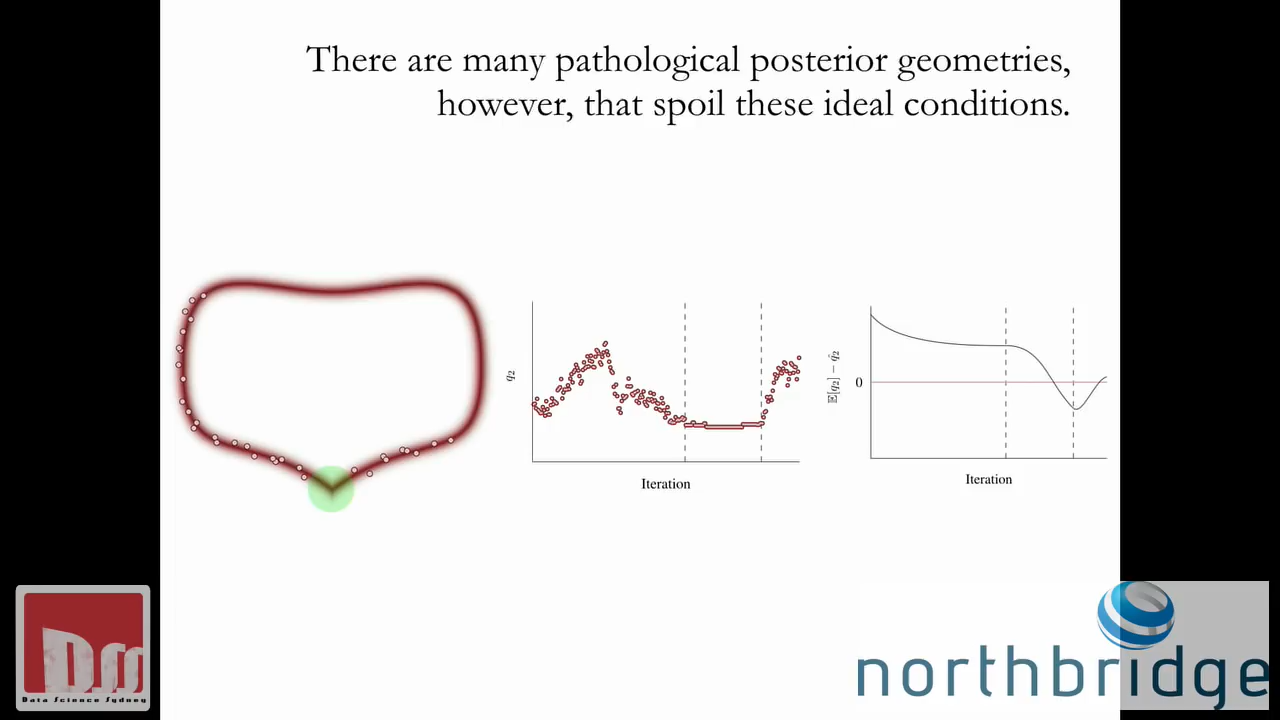 There are many pathological posterior geometries,
however, that spoil these ideal conditions.
q₂
Iteration
𝔼[q₂] − q̂₂
0
Iteration
DSS
Data Science Sydney
northbridge